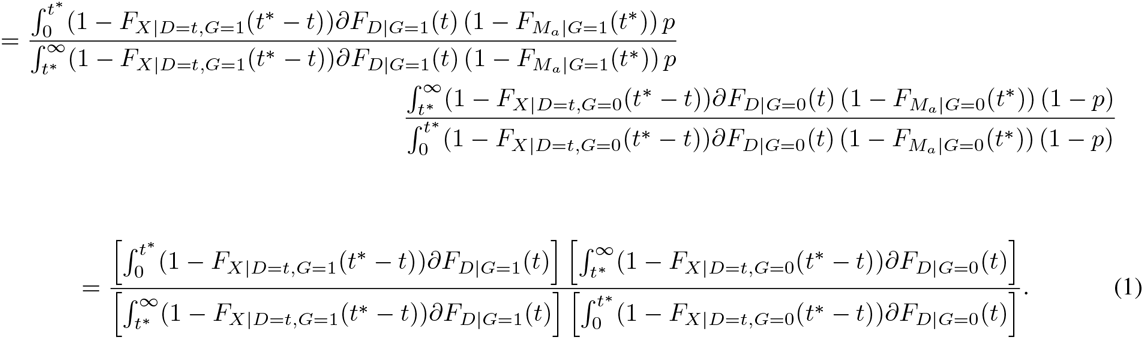 = \frac{\int_0^{t^*} (1 - F_{X|D=t,G=1}(t^* - t)) \partial F_{D|G=1}(t) (1 - F_{M_a|G=1}(t^*)) p}{\int_{t^*}^{\infty} (1 - F_{X|D=t,G=1}(t^* - t)) \partial F_{D|G=1}(t) (1 - F_{M_a|G=1}(t^*)) p}
\frac{\int_{t^*}^{\infty} (1 - F_{X|D=t,G=0}(t^* - t)) \partial F_{D|G=0}(t) (1 - F_{M_a|G=0}(t^*)) (1 - p)}{\int_0^{t^*} (1 - F_{X|D=t,G=0}(t^* - t)) \partial F_{D|G=0}(t) (1 - F_{M_a|G=0}(t^*)) (1 - p)}
= \frac{\left[ \int_0^{t^*} (1 - F_{X|D=t,G=1}(t^* - t)) \partial F_{D|G=1}(t) \right] \left[ \int_{t^*}^{\infty} (1 - F_{X|D=t,G=0}(t^* - t)) \partial F_{D|G=0}(t) \right]}{\left[ \int_{t^*}^{\infty} (1 - F_{X|D=t,G=1}(t^* - t)) \partial F_{D|G=1}(t) \right] \left[ \int_0^{t^*} (1 - F_{X|D=t,G=0}(t^* - t)) \partial F_{D|G=0}(t) \right]}. (1)